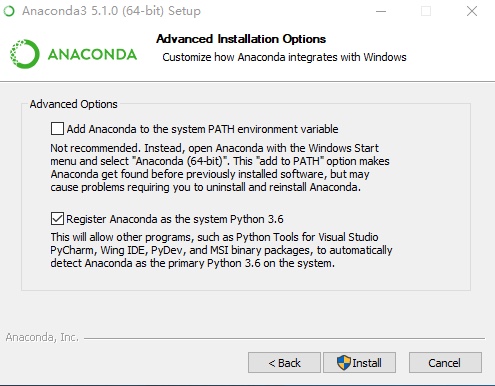 Anaconda3 5.1.0 (64-bit) Setup
ANACONDA
Advanced Installation Options
Customize how Anaconda integrates with Windows
Advanced Options
Add Anaconda to the system PATH environment variable
Not recommended. Instead, open Anaconda with the Windows Start
menu and select "Anaconda (64-bit)". This "add to PATH" option makes
Anaconda get found before previously installed software, but may
cause problems requiring you to uninstall and reinstall Anaconda.
Register Anaconda as the system Python 3.6
This will allow other programs, such as Python Tools for Visual Studio
PyCharm, Wing IDE, PyDev, and MSI binary packages, to automatically
detect Anaconda as the primary Python 3.6 on the system.
Anaconda, Inc.
< Back
Install
Cancel